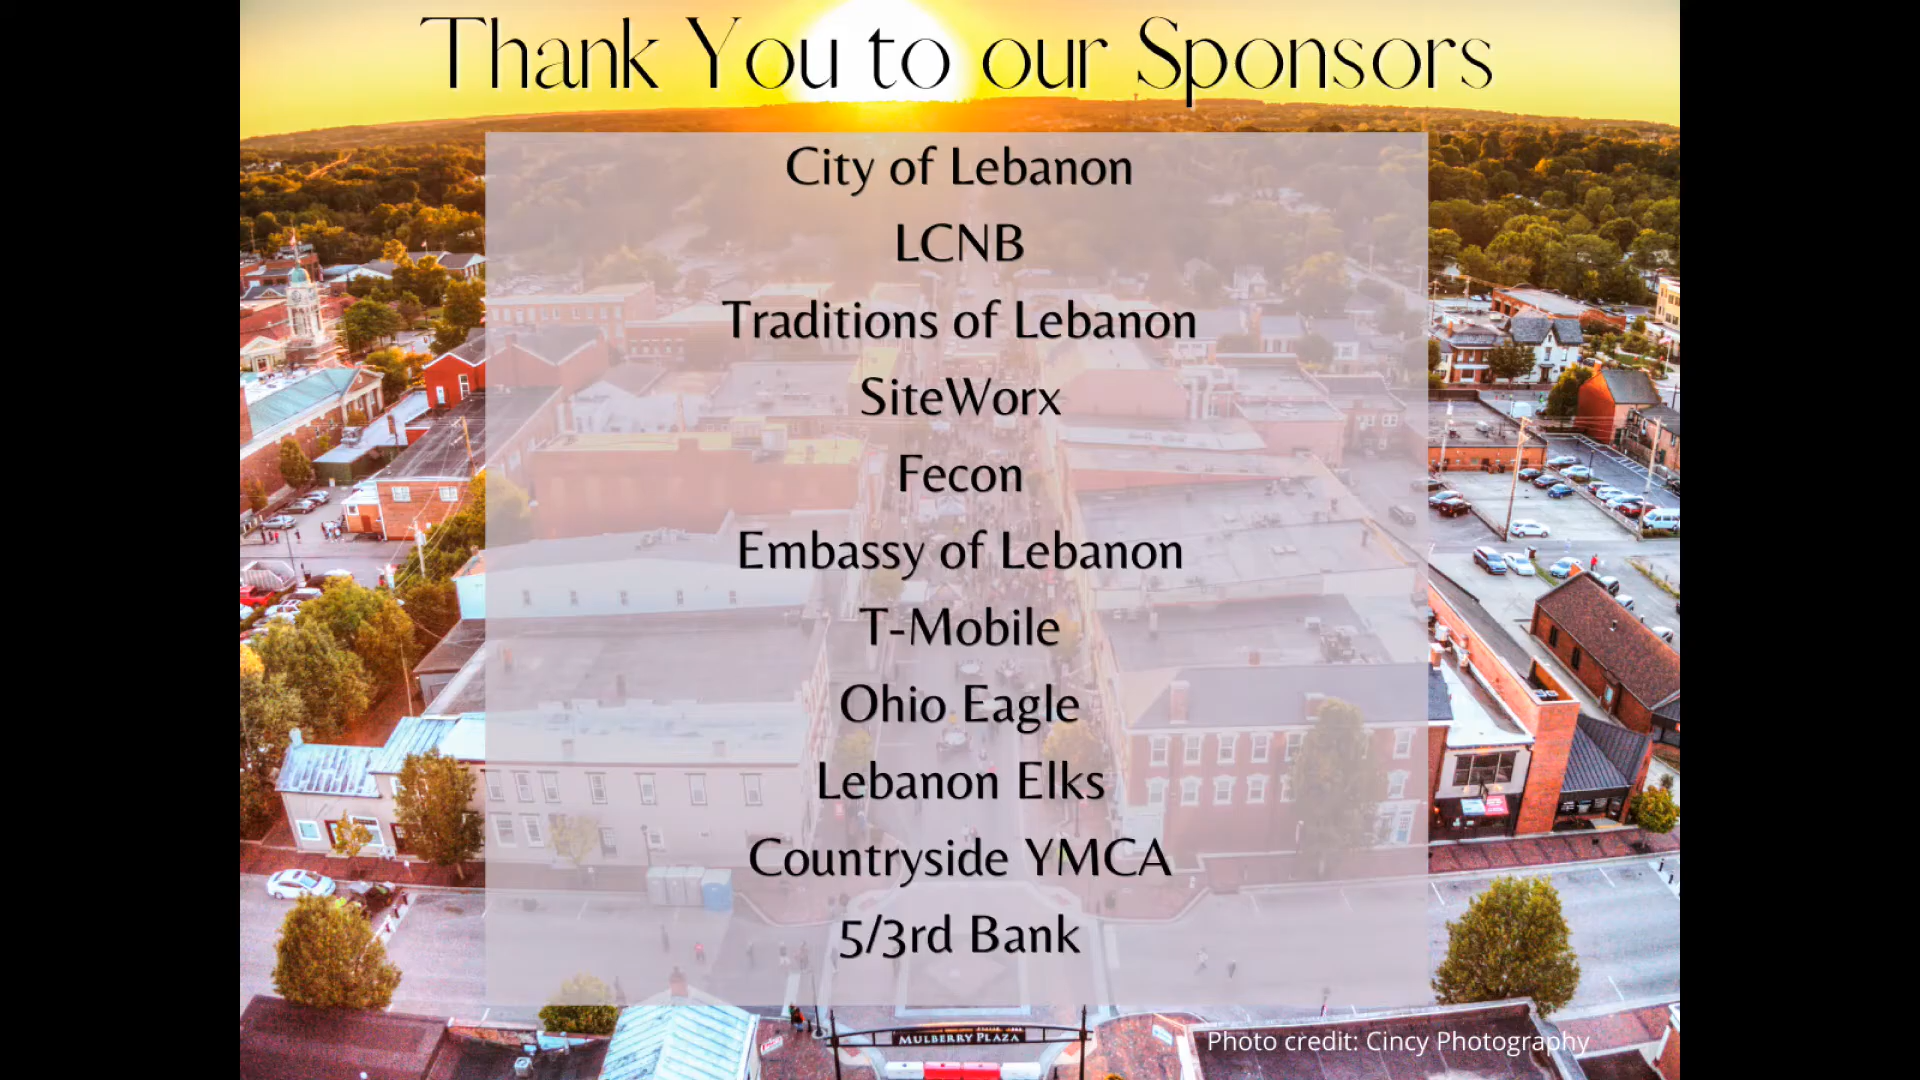 Thank You to our Sponsors
City of Lebanon
LCNB
Traditions of Lebanon
SiteWorx
Fecon
Embassy of Lebanon
T-Mobile
Ohio Eagle
Lebanon Elks
Countryside YMCA
5/3rd Bank
MULBERRY PLAZA
Photo credit: Cincy Photography